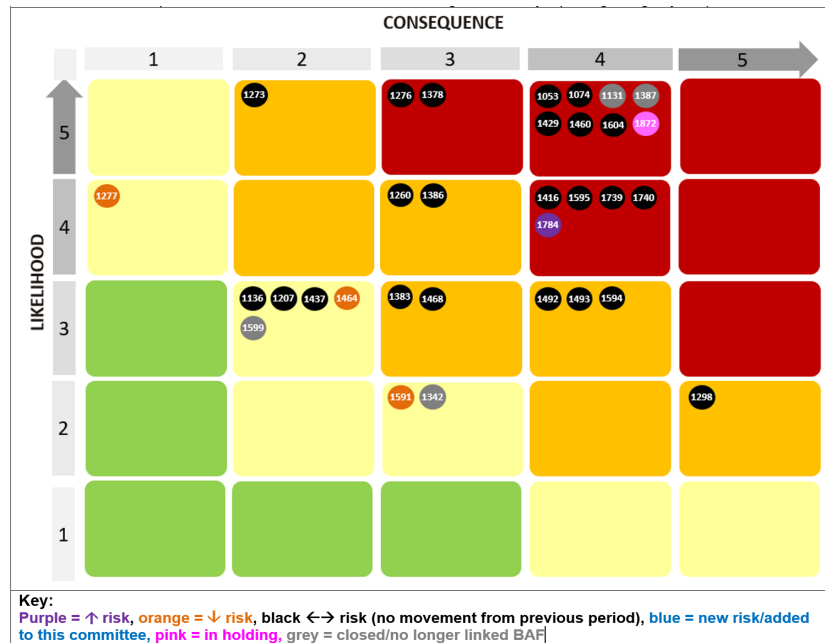 CONSEQUENCE
1 2 3 4 5
LIKELIHOOD
5
1273
1276 1378
1053 1074 1131 1387
1429 1460 1604 1872
4
1277
1260 1386
1416 1595 1739 1740
1784
3
1136 1207 1437 1464
1599
1383 1468
1492 1493 1594
2
1591 1342
1298
1
Key:
Purple = ↑ risk, orange = ↓ risk, black ←→ risk (no movement from previous period), blue = new risk/added
to this committee, pink = in holding, grey = closed/no longer linked BAF